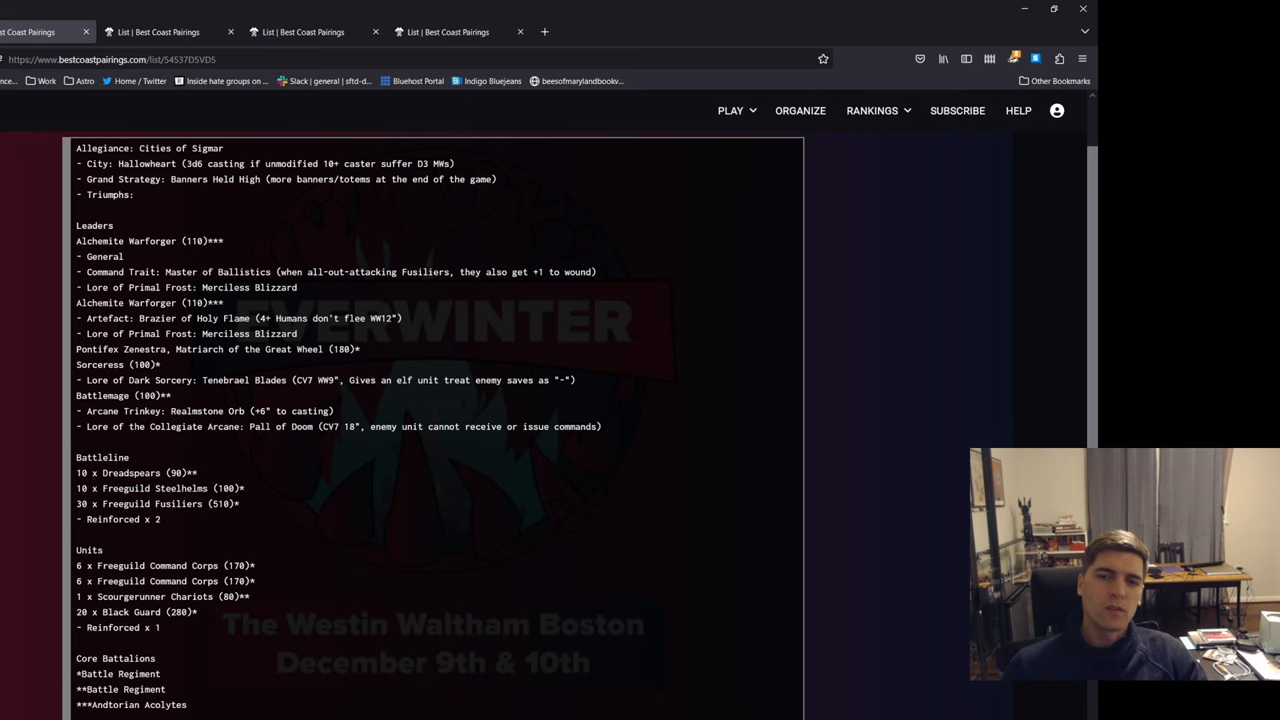 st Coast Pairings
List | Best Coast Pairings
List | Best Coast Pairings
List | Best Coast Pairings
https://www.bestcoastpairings.com/list/54537D5VD5
nce...
Work
Astro
Home / Twitter
Inside hate groups on ...
Slack | general | sftd-d...
Bluehost Portal
Indigo Bluejeans
beesofmarylandbookv...
Other Bookmarks
PLAY
ORGANIZE
RANKINGS
SUBSCRIBE
HELP
Allegiance: Cities of Sigmar
- City: Hallowheart (3d6 casting if unmodified 10+ caster suffer D3 MWs)
- Grand Strategy: Banners Held High (more banners/totems at the end of the game)
- Triumphs:
Leaders
Alchemite Warforger (110)***
- General
- Command Trait: Master of Ballistics (when all-out-attacking Fusiliers, they also get +1 to wound)
- Lore of Primal Frost: Merciless Blizzard
Alchemite Warforger (110)***
- Artefact: Brazier of Holy Flame (4+ Humans don't flee WW12")
- Lore of Primal Frost: Merciless Blizzard
Pontifex Zenestra, Matriarch of the Great Wheel (180)*
Sorceress (100)*
- Lore of Dark Sorcery: Tenebrael Blades (CV7 WW9", Gives an elf unit treat enemy saves as "-")
Battlemage (100)**
- Arcane Trinkey: Realmstone Orb (+6" to casting)
- Lore of the Collegiate Arcane: Pall of Doom (CV7 18", enemy unit cannot receive or issue commands)
Battleline
10 x Dreadspears (90)**
10 x Freeguild Steelhelms (100)*
30 x Freeguild Fusiliers (510)*
- Reinforced x 2
Units
6 x Freeguild Command Corps (170)*
6 x Freeguild Command Corps (170)*
1 x Scourgerunner Chariots (80)**
20 x Black Guard (280)*
- Reinforced x 1
Core Battalions
*Battle Regiment
**Battle Regiment
***Andtorian Acolytes
EVERWINTER
The Westin Waltham Boston
December 9th & 10th